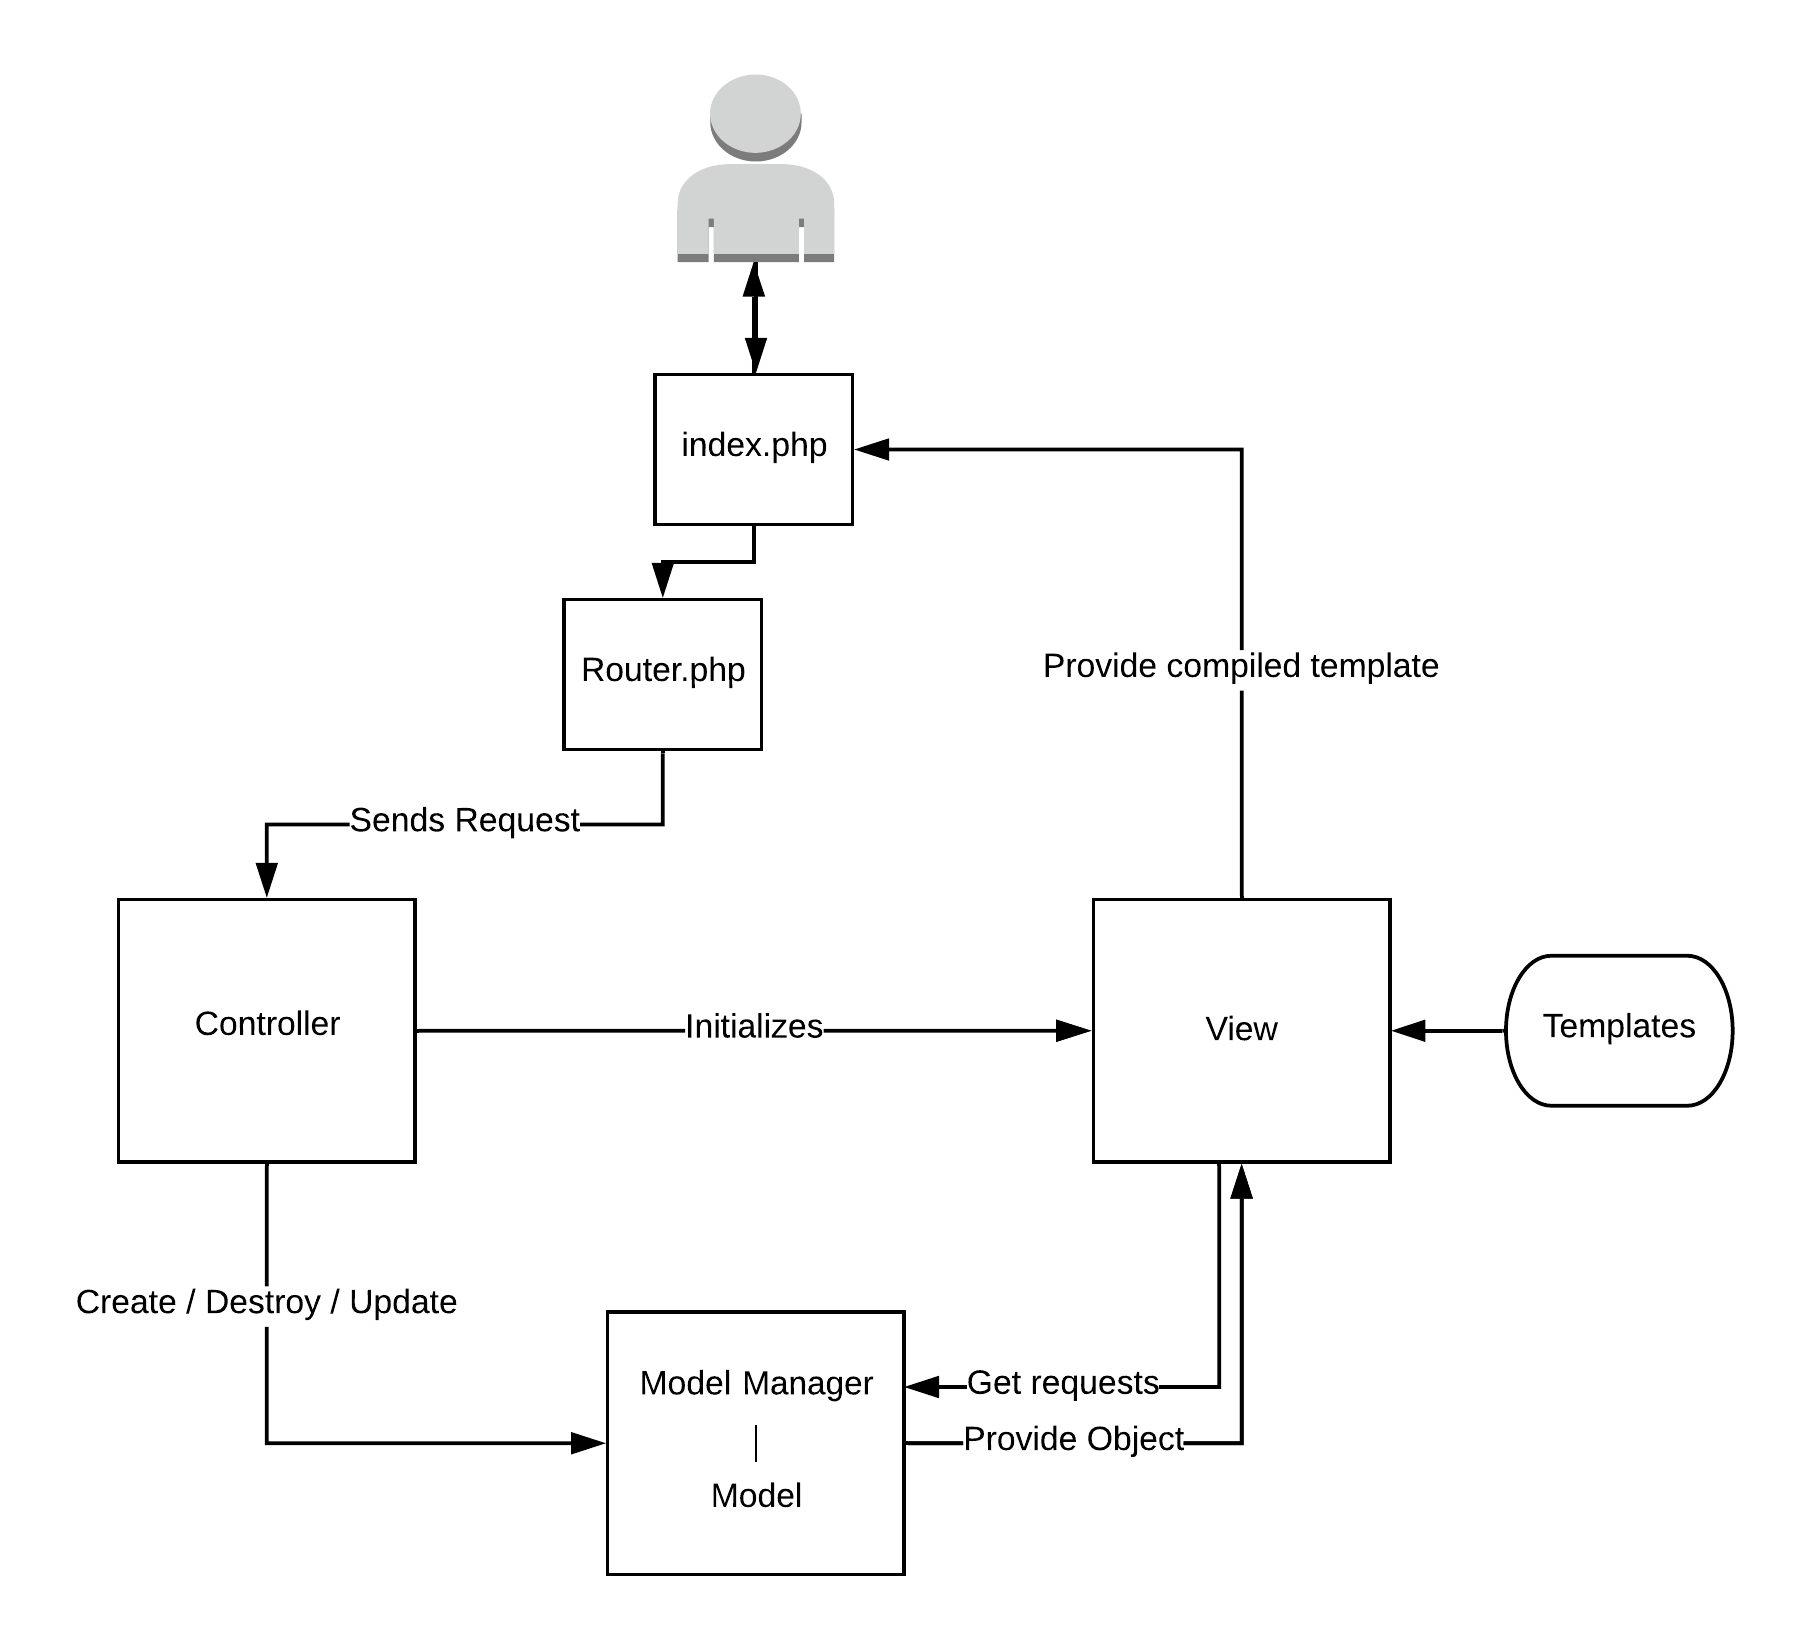 index.php
Router.php
Provide compiled template
Sends Request
Controller
Initializes
View
Templates
Create / Destroy / Update
Model Manager
|
Model
Get requests
Provide Object